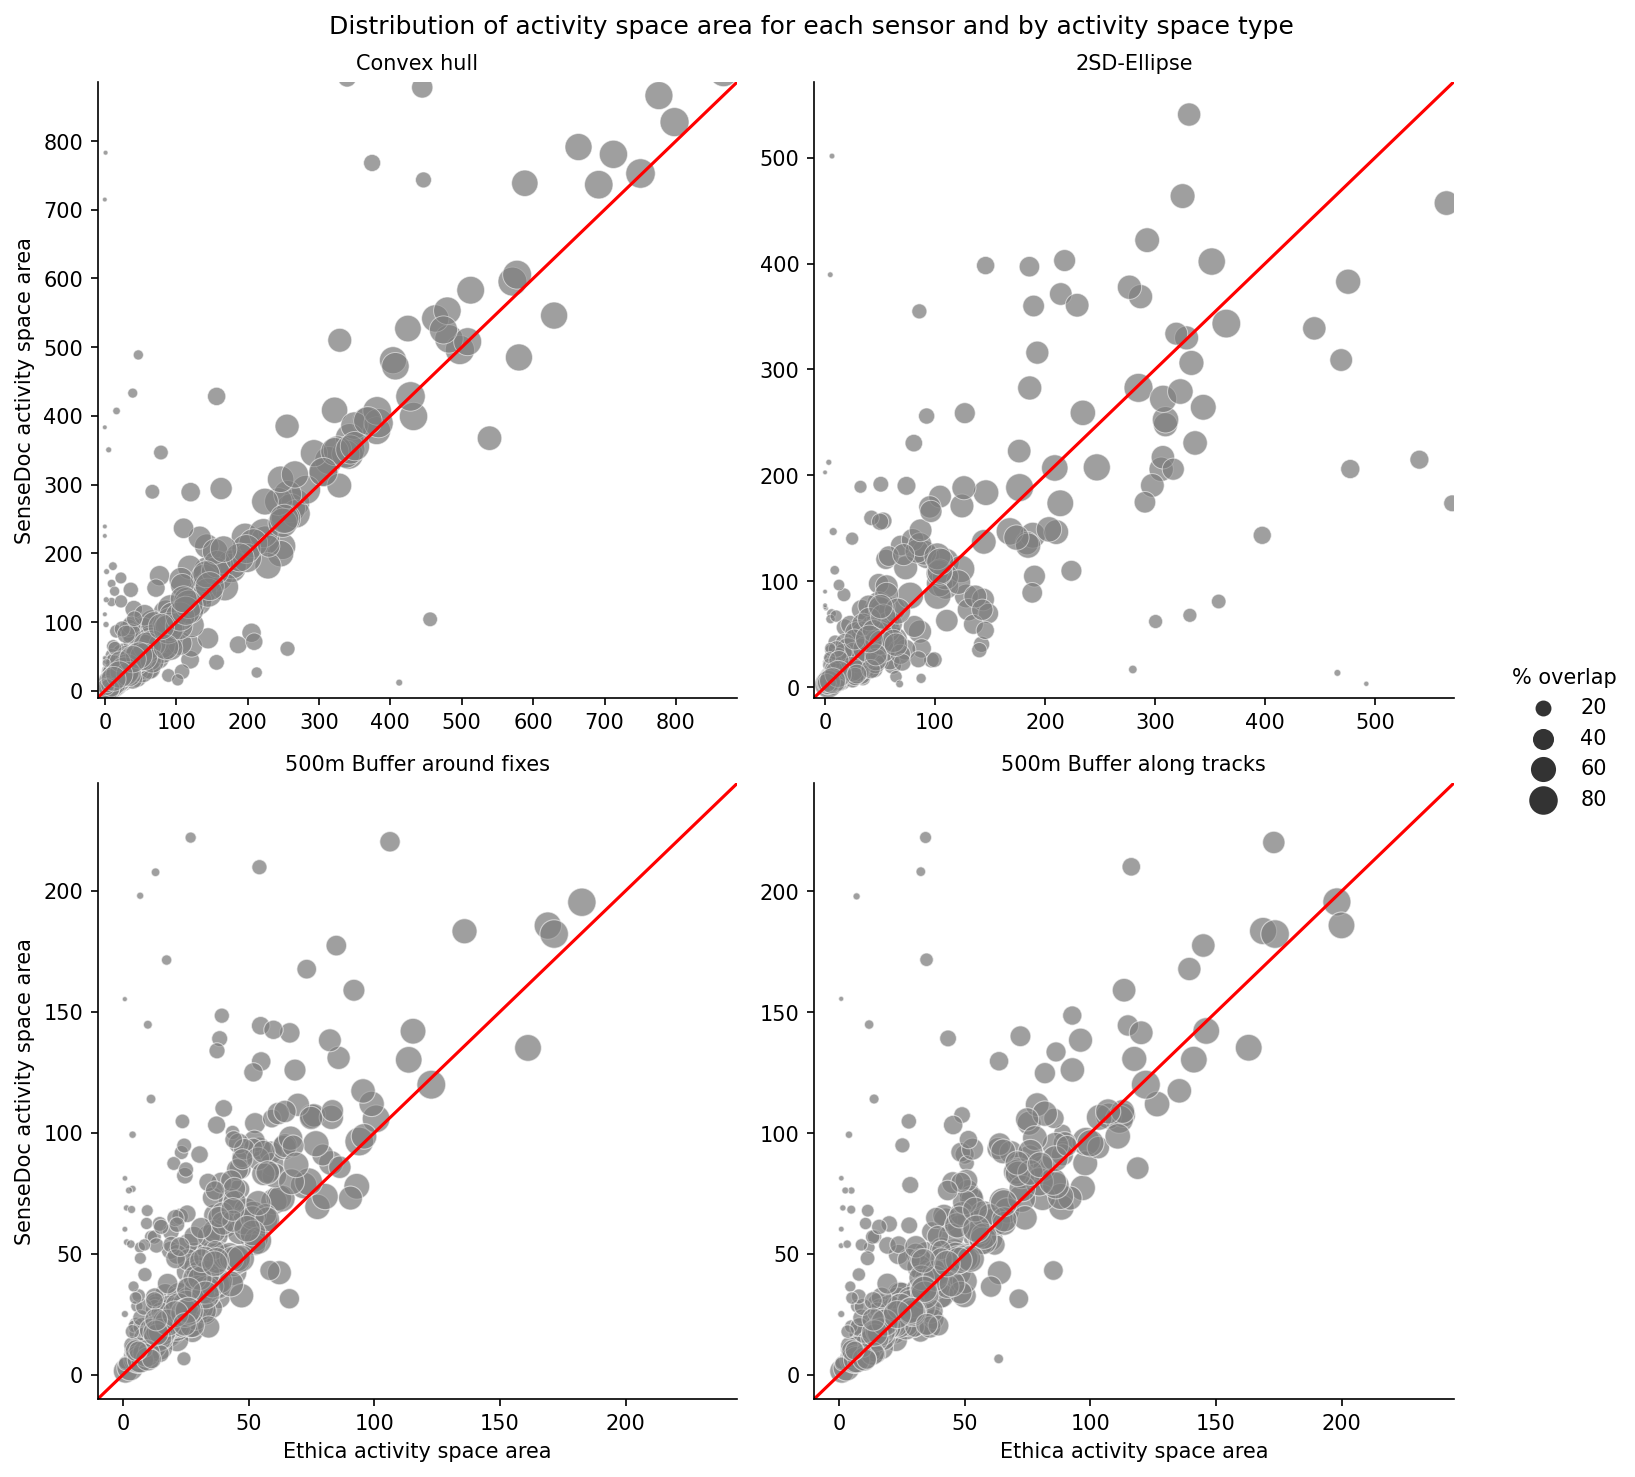 Distribution of activity space area for each sensor and by activity space type
Convex hull
2SD-Ellipse
SenseDoc activity space area
800
700
600
500
400
300
200
100
0
0 100 200 300 400 500 600 700 800
500
400
300
200
100
0
0 100 200 300 400 500
% overlap
20
40
60
80
500m Buffer around fixes
500m Buffer along tracks
SenseDoc activity space area
200
150
100
50
0
0 50 100 150 200
Ethica activity space area
200
150
100
50
0
0 50 100 150 200
Ethica activity space area